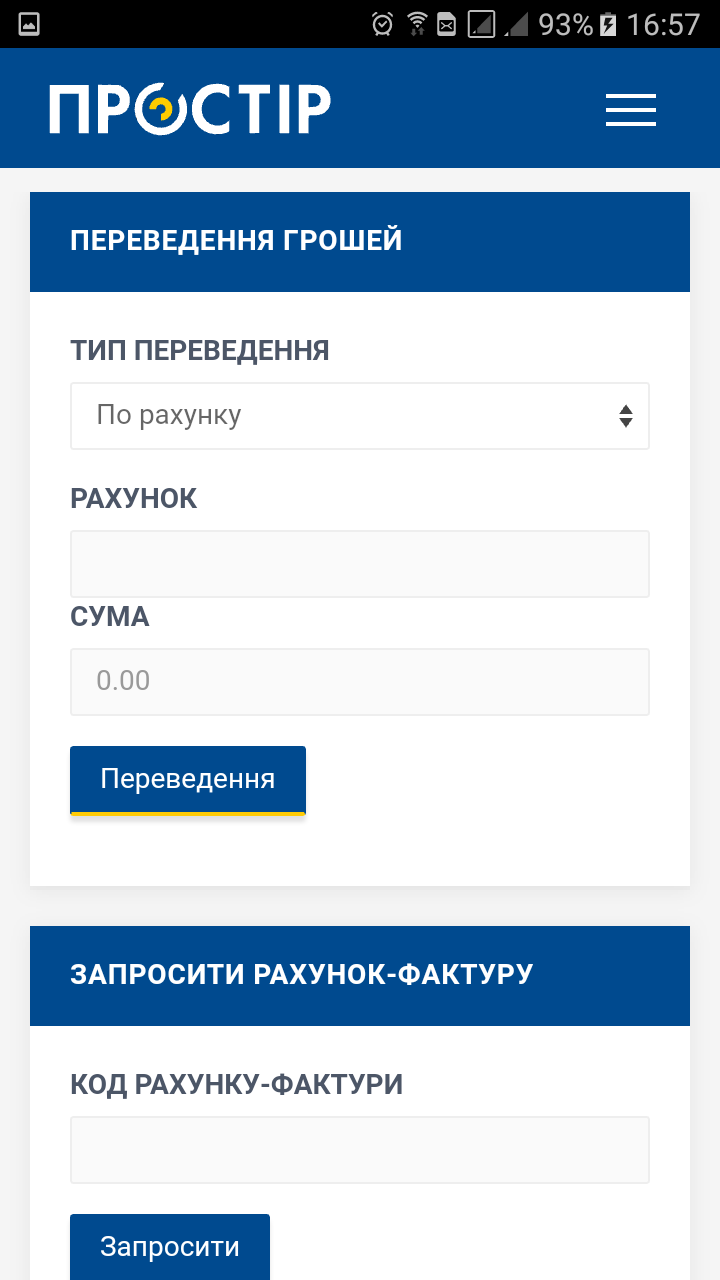 93% 16:57
ПРОСТІР
ПЕРЕВЕДЕННЯ ГРОШЕЙ
ТИП ПЕРЕВЕДЕННЯ
По рахунку
РАХУНОК
СУМА
0.00
Переведення
ЗАПРОСИТИ РАХУНОК-ФАКТУРУ
КОД РАХУНКУ-ФАКТУРИ
Запросити